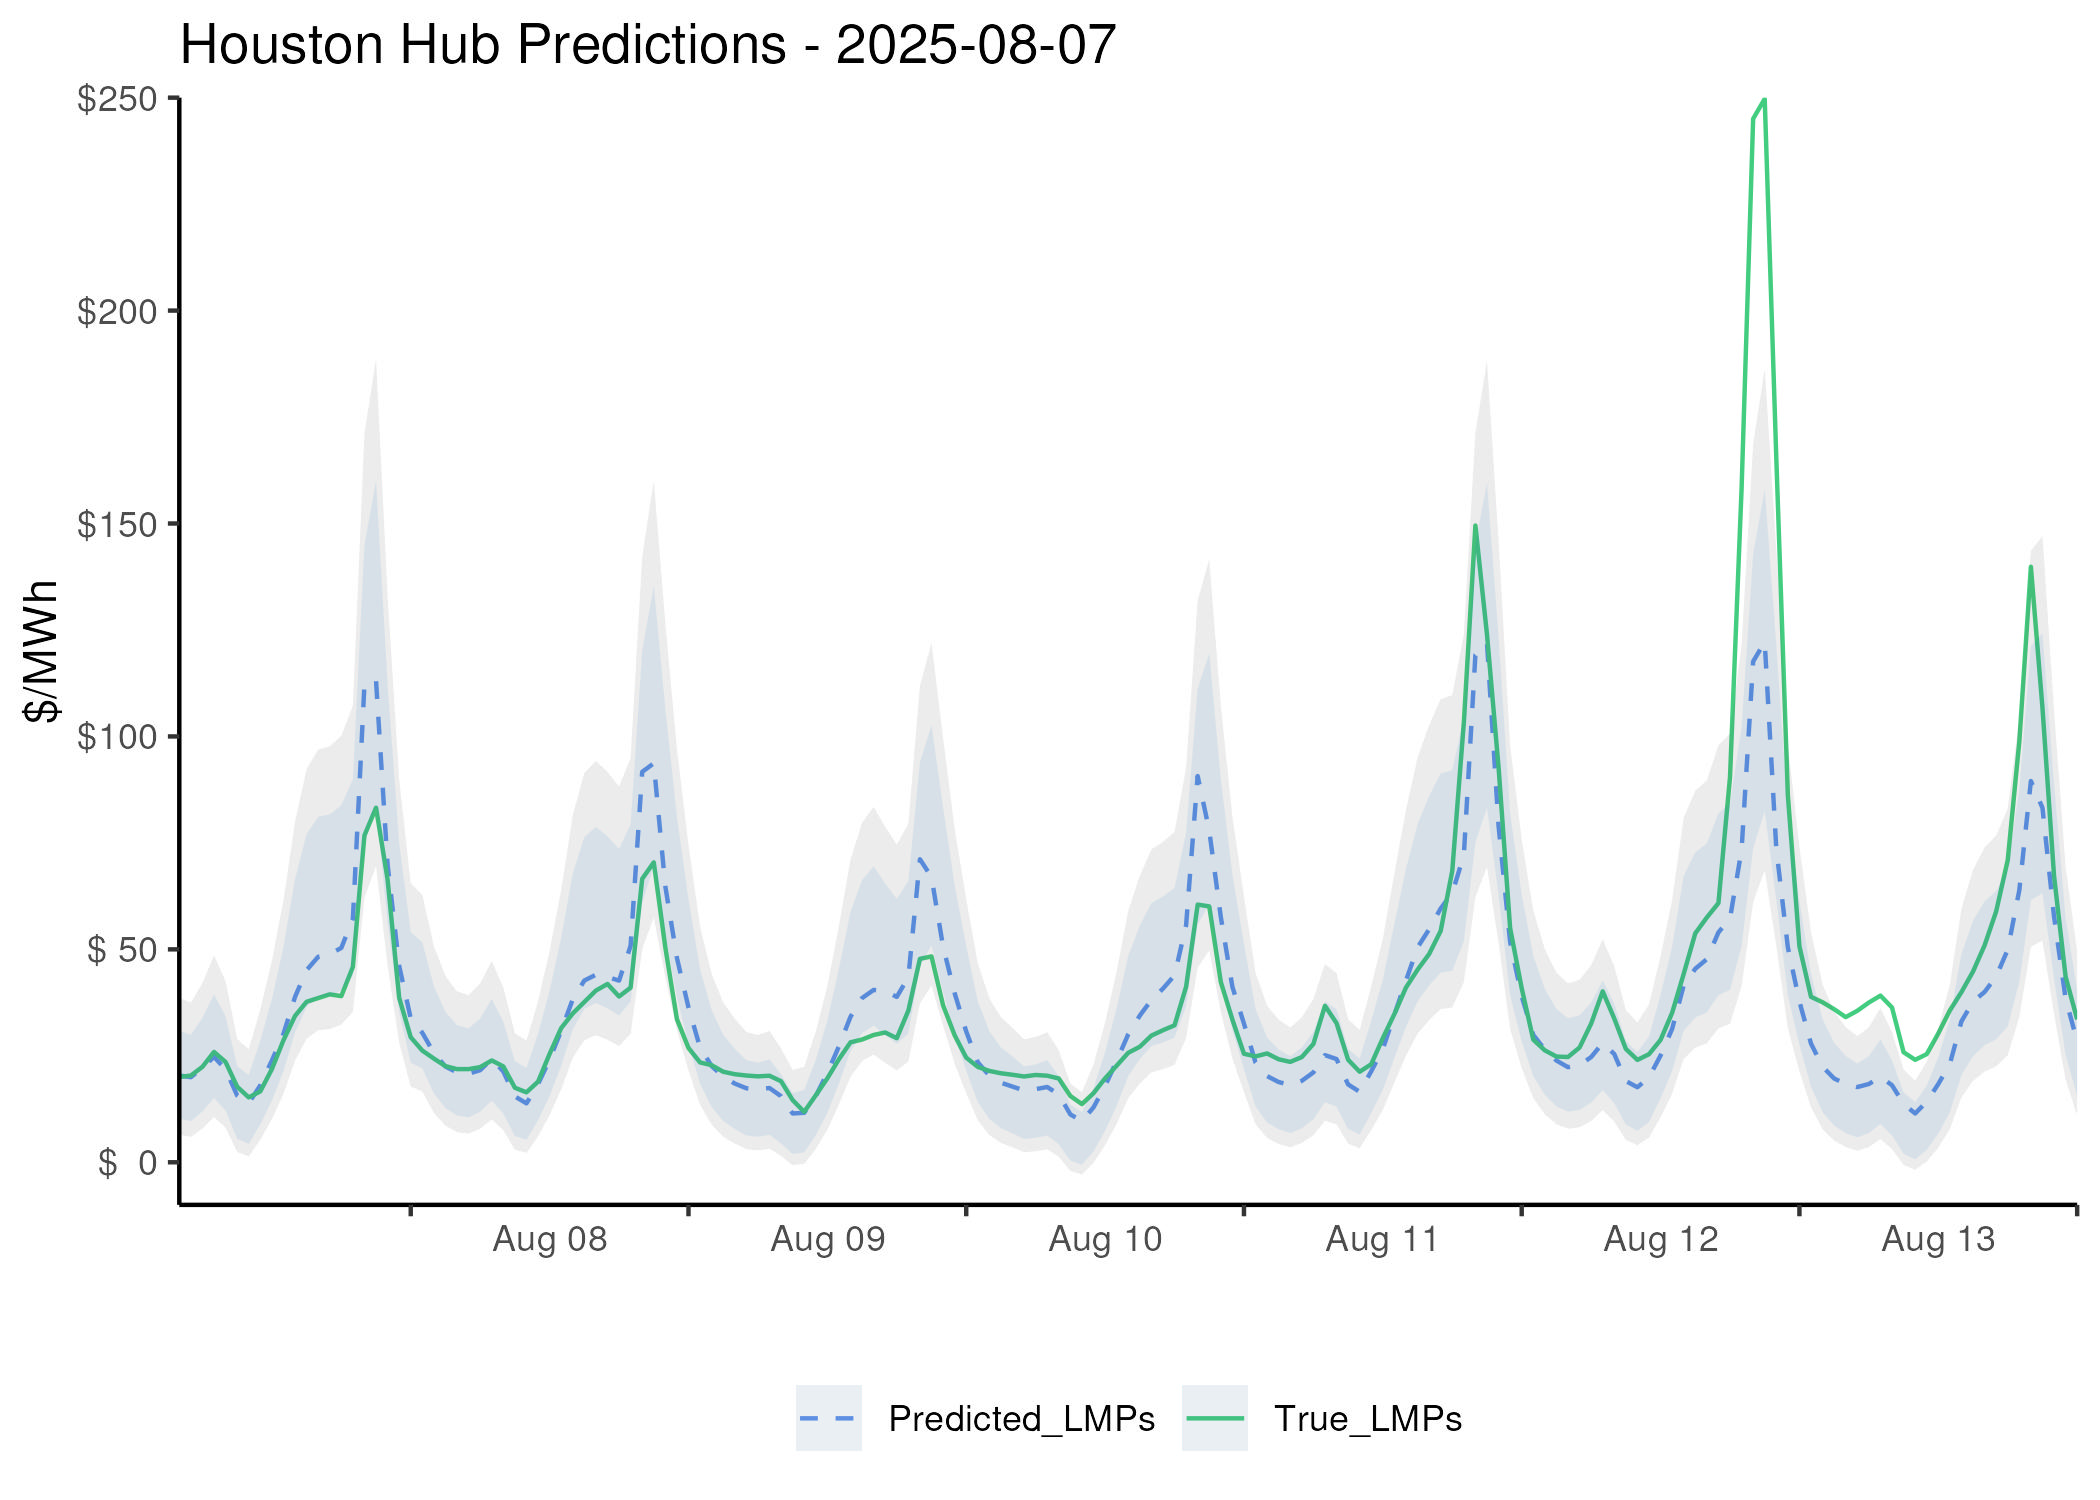 Houston Hub Predictions - 2025-08-07
$250
$200
$150
$100
$ 50
$  0
$/MWh
Aug 08
Aug 09
Aug 10
Aug 11
Aug 12
Aug 13
Predicted_LMPs
True_LMPs